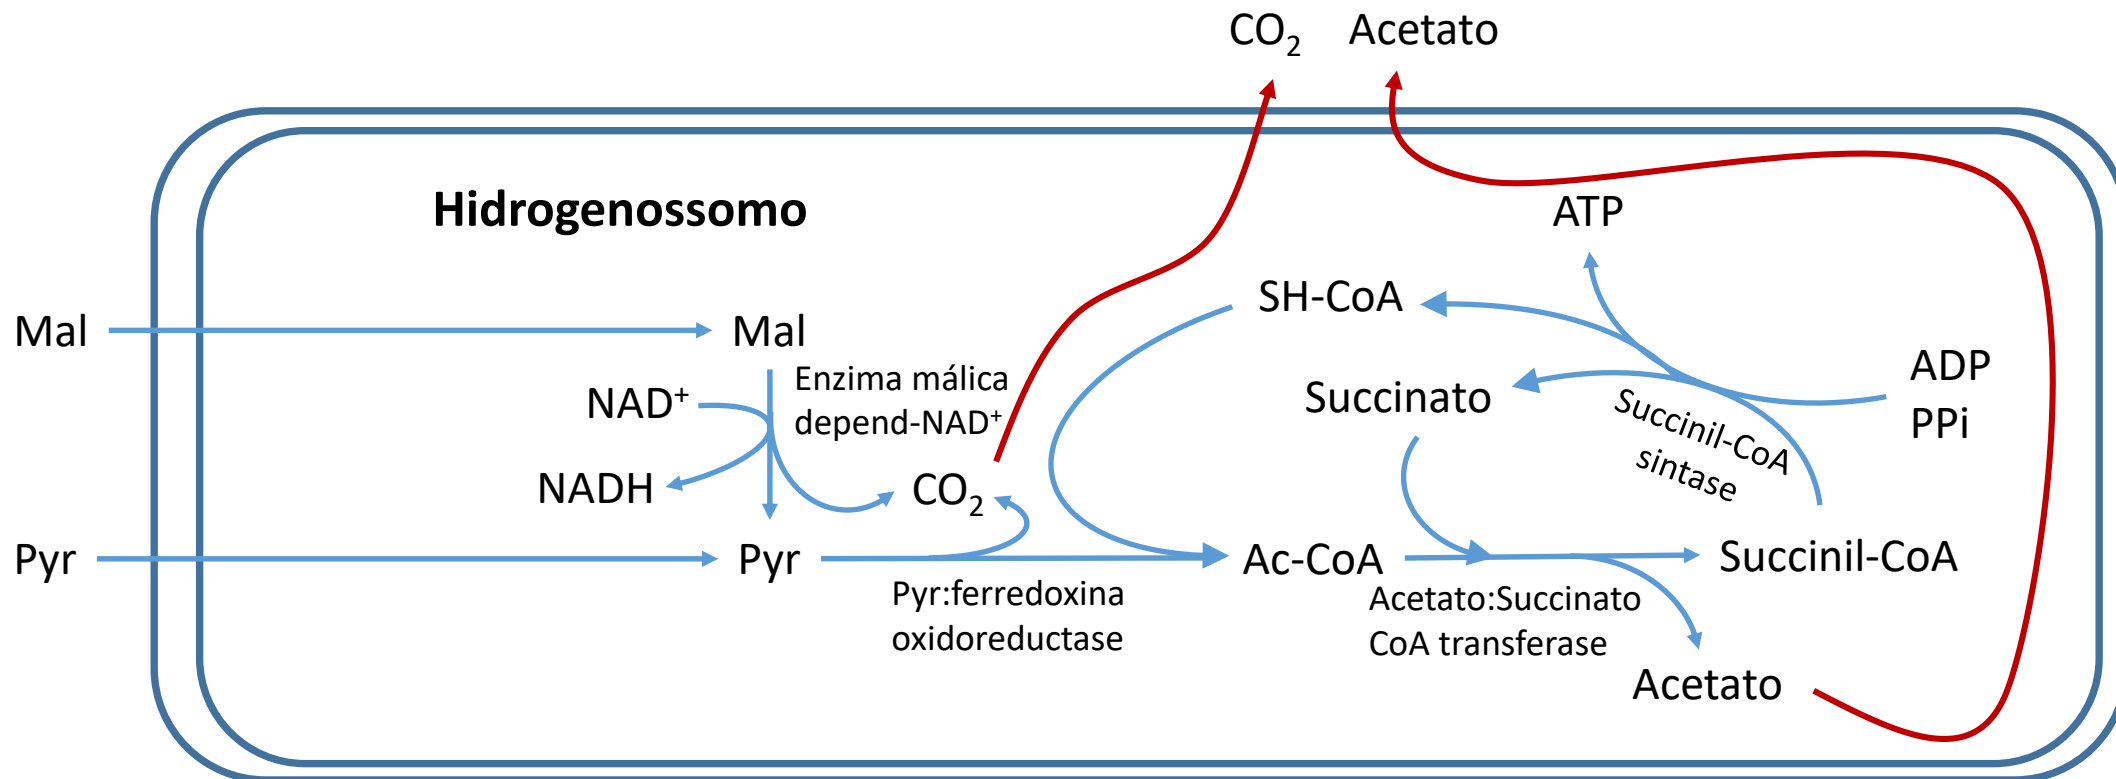 CO₂ Acetato
Hidrogenossomo
ATP
SH-CoA
Mal
Mal
ADP
PPi
Enzima málica
depend-NAD⁺
NAD⁺
Succinato
Succinil-CoA
sintase
NADH
CO₂
Pyr
Pyr
Ac-CoA
Succinil-CoA
Pyr:ferredoxina
oxidoreductase
Acetato:Succinato
CoA transferase
Acetato